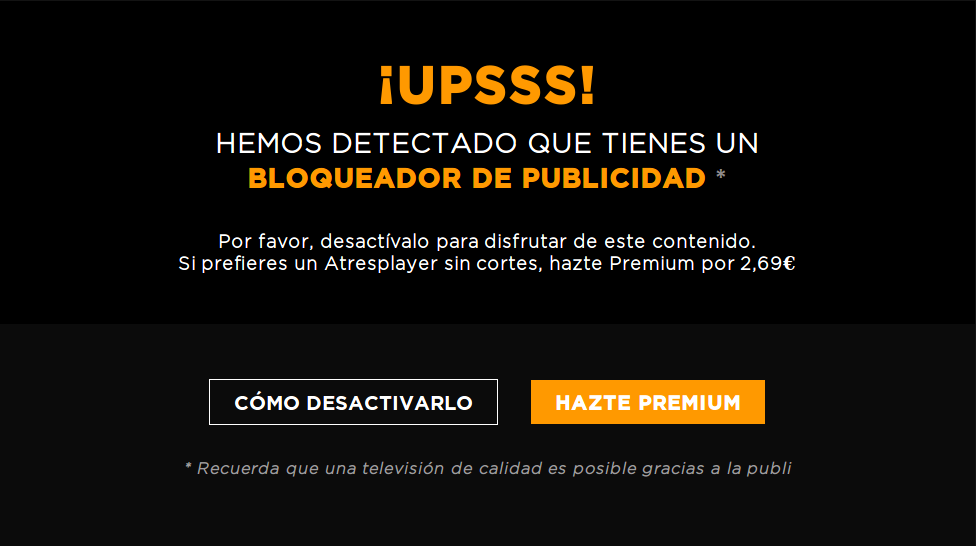 ¡UPSSS!
HEMOS DETECTADO QUE TIENES UN
BLOQUEADOR DE PUBLICIDAD *
Por favor, desactívalo para disfrutar de este contenido.
Si prefieres un Atresplayer sin cortes, hazte Premium por 2,69€
CÓMO DESACTIVARLO
HAZTE PREMIUM
* Recuerda que una televisión de calidad es posible gracias a la publi